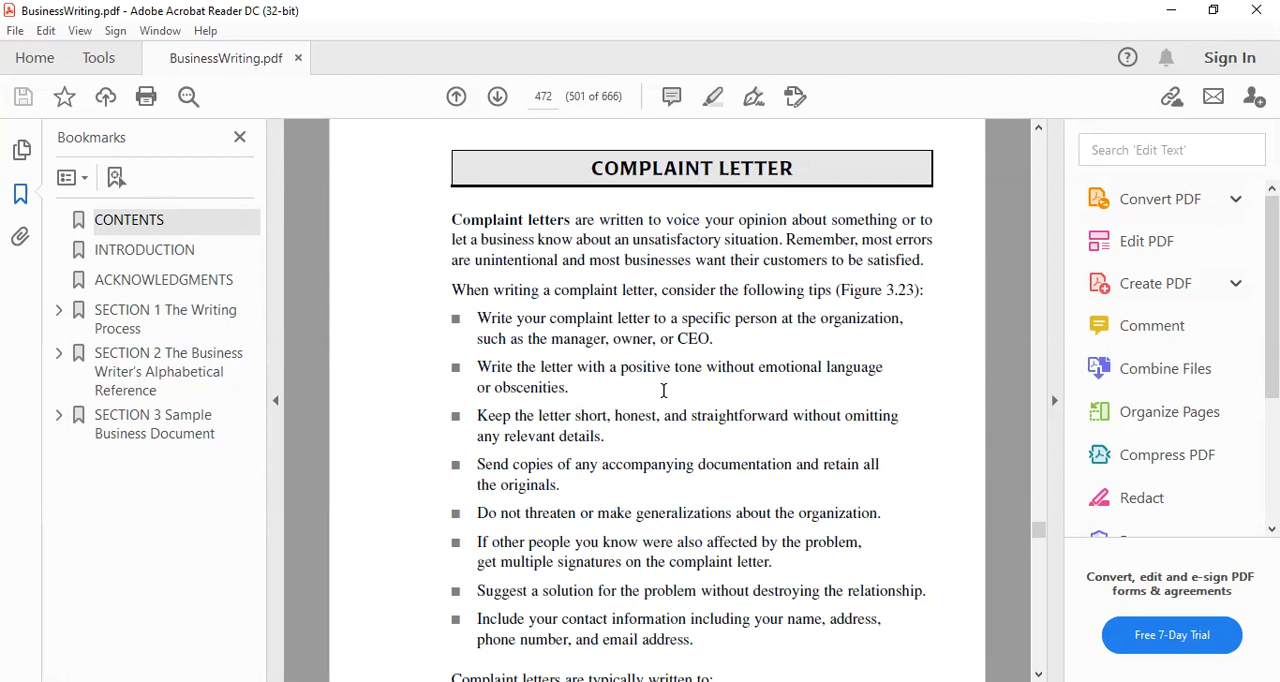 BusinessWriting.pdf - Adobe Acrobat Reader DC (32-bit)
File Edit View Sign Window Help
Home Tools BusinessWriting.pdf × Sign In
472 (501 of 666)
Bookmarks
CONTENTS
INTRODUCTION
ACKNOWLEDGMENTS
SECTION 1 The Writing
Process
SECTION 2 The Business
Writer's Alphabetical
Reference
SECTION 3 Sample
Business Document
COMPLAINT LETTER
Complaint letters are written to voice your opinion about something or to
let a business know about an unsatisfactory situation. Remember, most errors
are unintentional and most businesses want their customers to be satisfied.
When writing a complaint letter, consider the following tips (Figure 3.23):
■ Write your complaint letter to a specific person at the organization,
such as the manager, owner, or CEO.
■ Write the letter with a positive tone without emotional language
or obscenities.
■ Keep the letter short, honest, and straightforward without omitting
any relevant details.
■ Send copies of any accompanying documentation and retain all
the originals.
■ Do not threaten or make generalizations about the organization.
■ If other people you know were also affected by the problem,
get multiple signatures on the complaint letter.
■ Suggest a solution for the problem without destroying the relationship.
■ Include your contact information including your name, address,
phone number, and email address.
Complaint letters are typically written to:
Search 'Edit Text'
Convert PDF
Edit PDF
Create PDF
Comment
Combine Files
Organize Pages
Compress PDF
Redact
Convert, edit and e-sign PDF
forms & agreements
Free 7-Day Trial